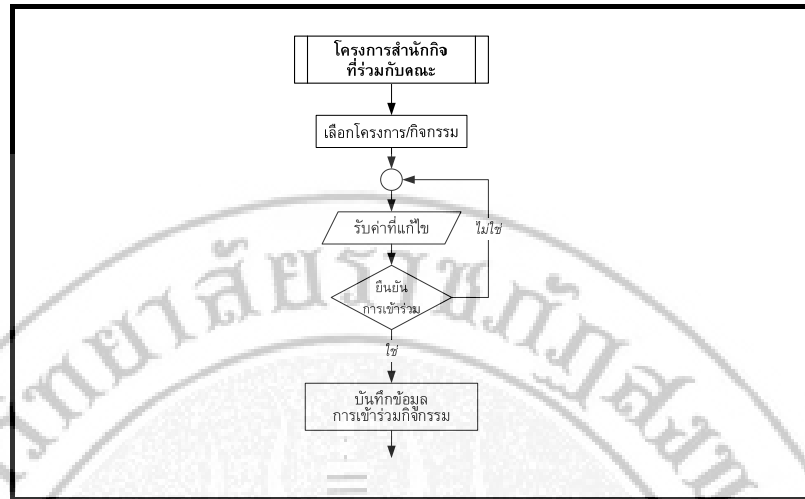 โครงการสำนักกิจ
ที่ร่วมกับคณะ
เลือกโครงการ/กิจกรรม
รับค่าที่แก้ไข
ไม่ใช่
ยืนยัน
การเข้าร่วม
ใช่
บันทึกข้อมูล
การเข้าร่วมกิจกรรม